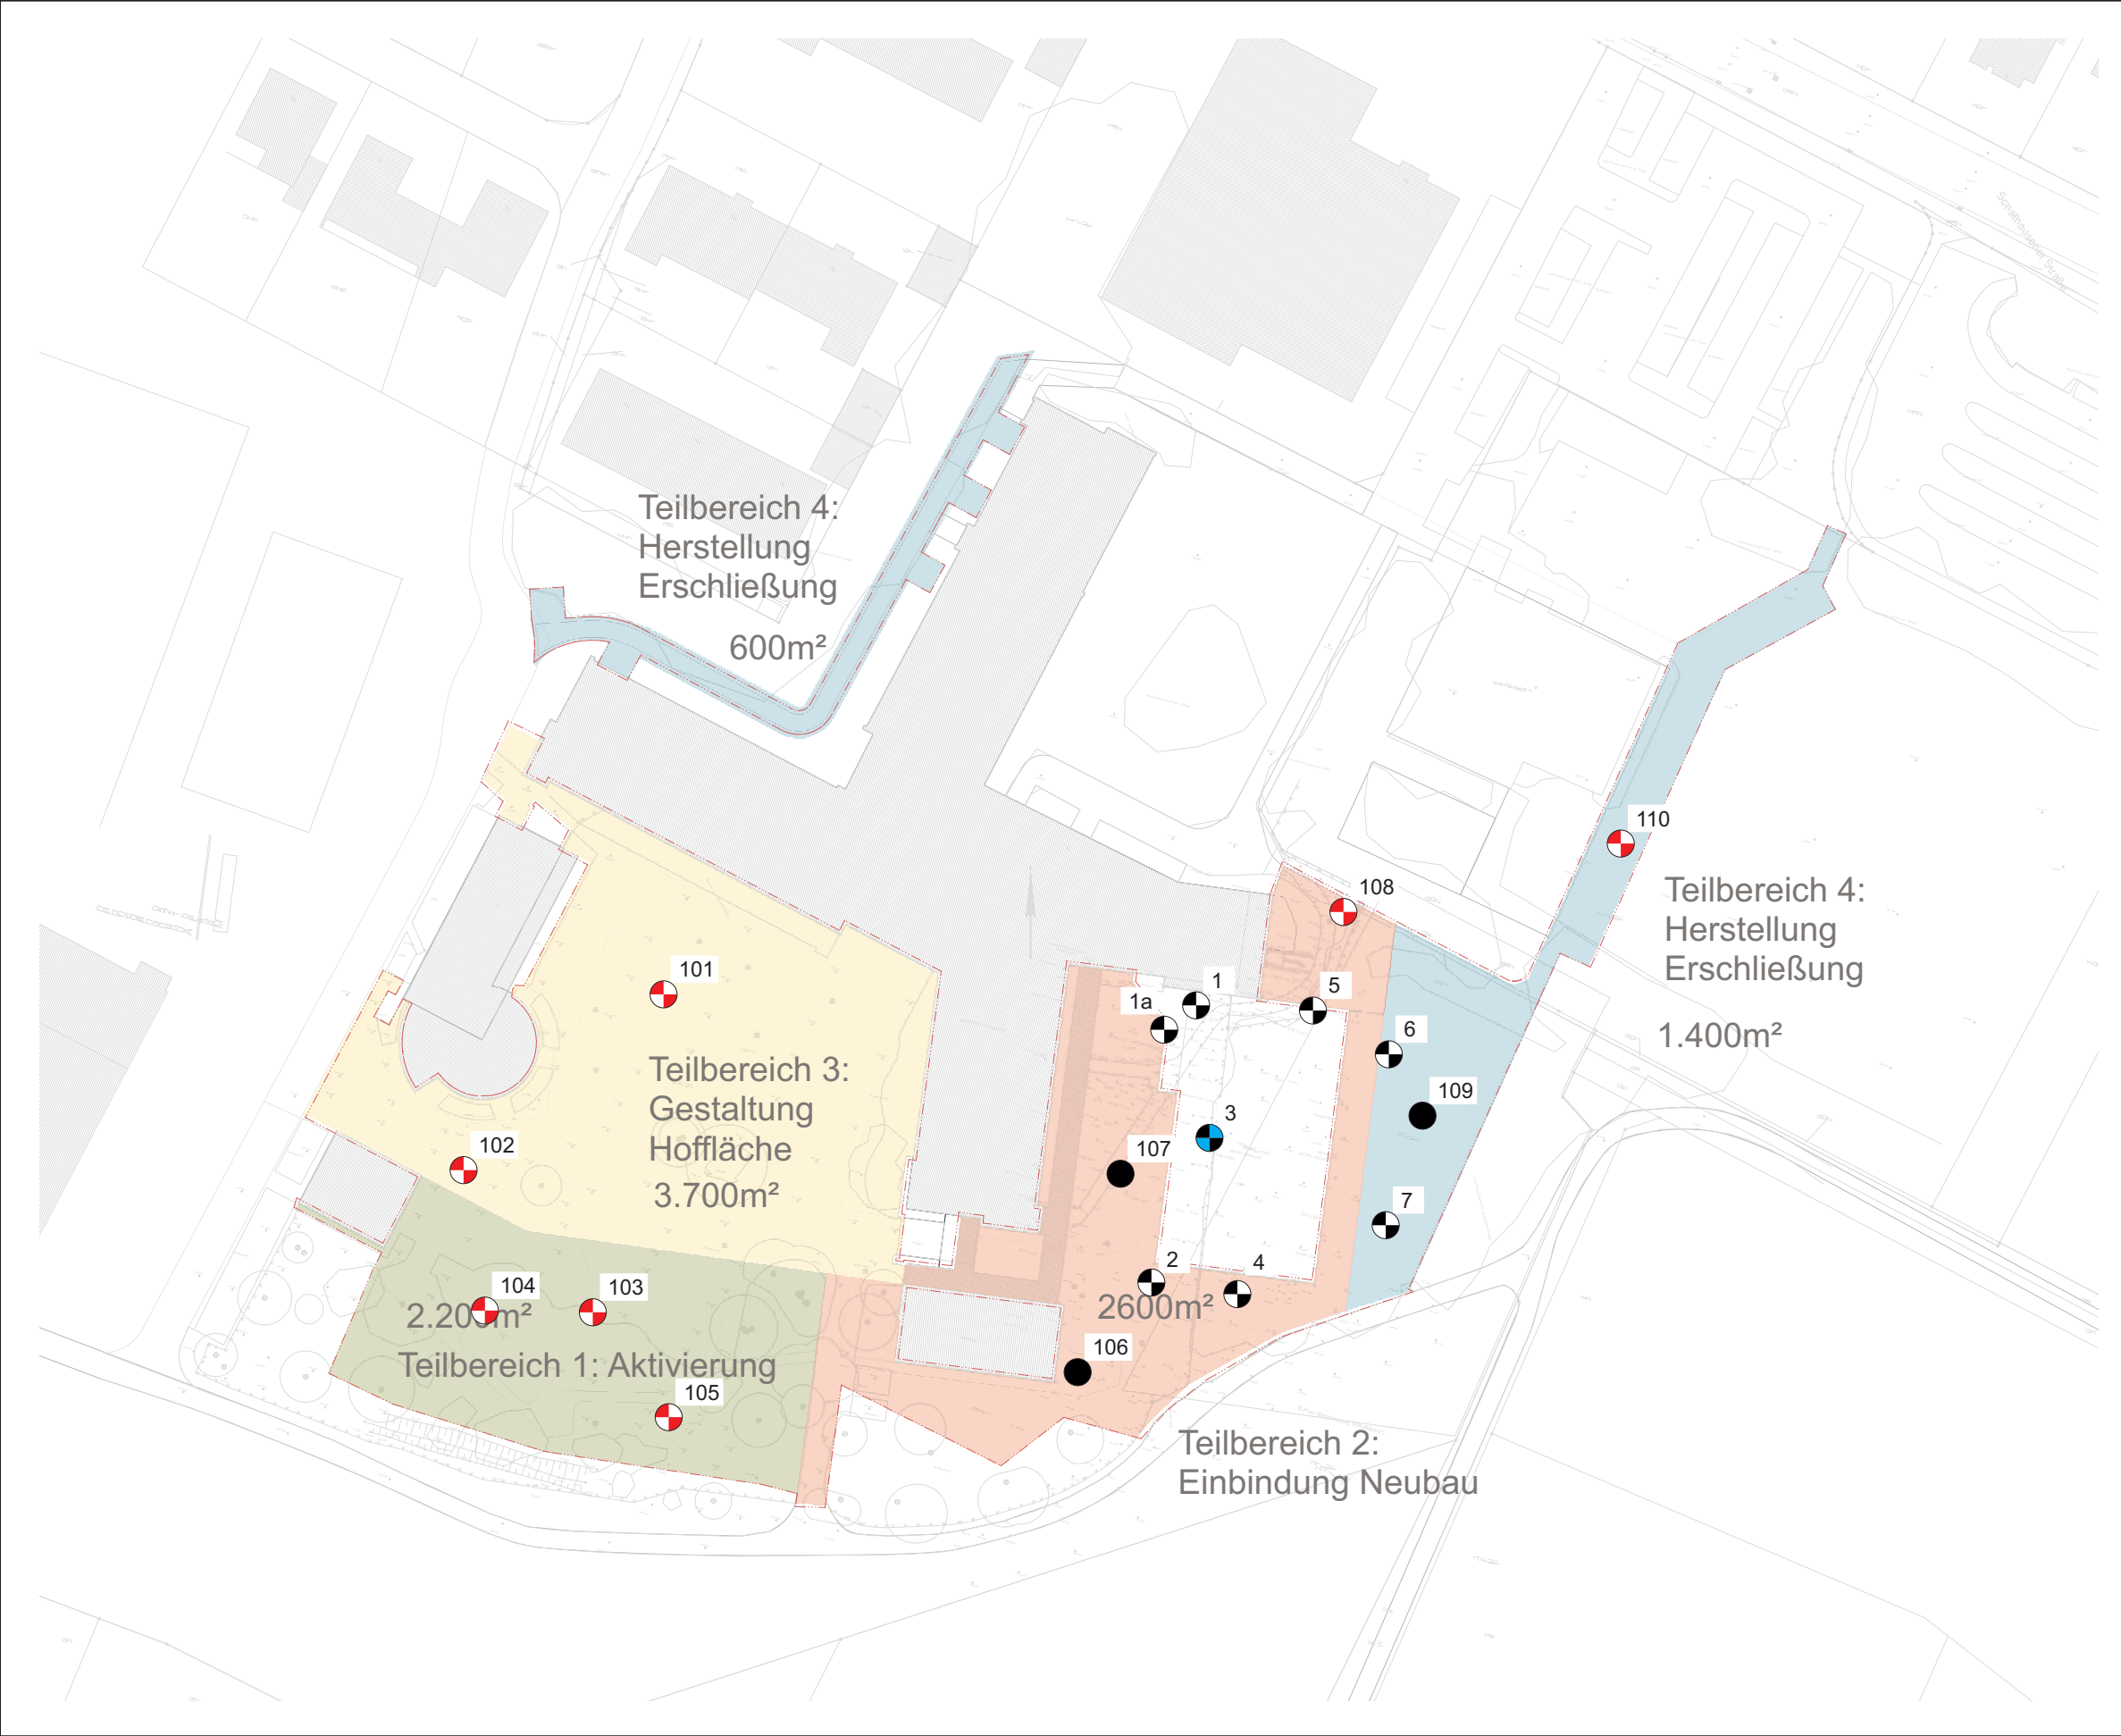 Teilbereich 4:
Herstellung
Erschließung
600m²
110
108
Teilbereich 4:
Herstellung
Erschließung
1.400m²
101
1
1a
5
6
109
Teilbereich 3:
Gestaltung
Hoffläche
3.700m²
3
102
107
7
2
4
104
103
2.200m²
2600m²
106
Teilbereich 1: Aktivierung
105
Teilbereich 2:
Einbindung Neubau